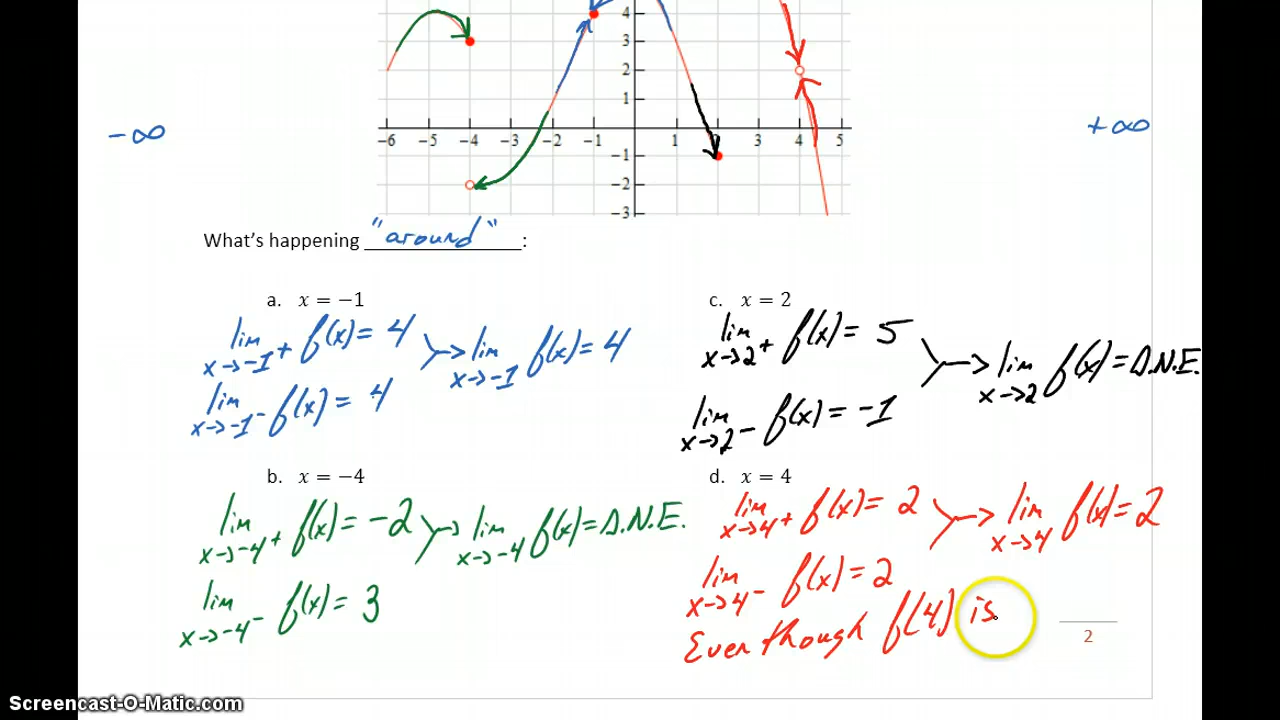 4
3
2
1
-6 -5 -4 -3 -2 -1 1 2 3 4 5
-1
-2
-3
-∞
+∞
What's happening "around" :
a. x = −1
lim x→-1⁺ f(x) = 4
lim x→-1⁻ f(x) = 4
lim x→-1 f(x) = 4
b. x = −4
lim x→-4⁺ f(x) = -2
lim x→-4⁻ f(x) = 3
lim x→-4 f(x) = D.N.E.
c. x = 2
lim x→2⁺ f(x) = 5
lim x→2⁻ f(x) = -1
lim x→2 f(x) = D.N.E.
d. x = 4
lim x→4⁺ f(x) = 2
lim x→4⁻ f(x) = 2
lim x→4 f(x) = 2
Even though f(4) is
2
Screencast-O-Matic.com